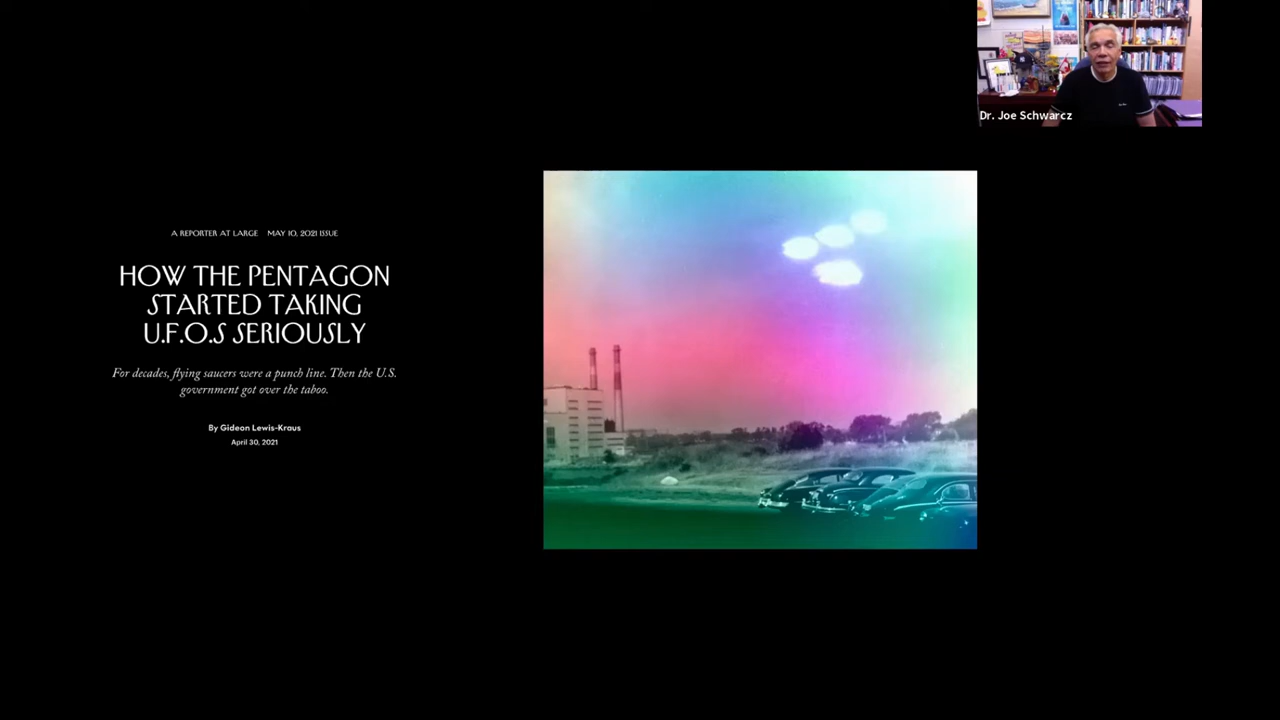 Dr. Joe Schwarcz
A REPORTER AT LARGE MAY 10, 2021 ISSUE
HOW THE PENTAGON
STARTED TAKING
U.F.O.S SERIOUSLY
For decades, flying saucers were a punch line. Then the U.S.
government got over the taboo.
By Gideon Lewis-Kraus
April 30, 2021